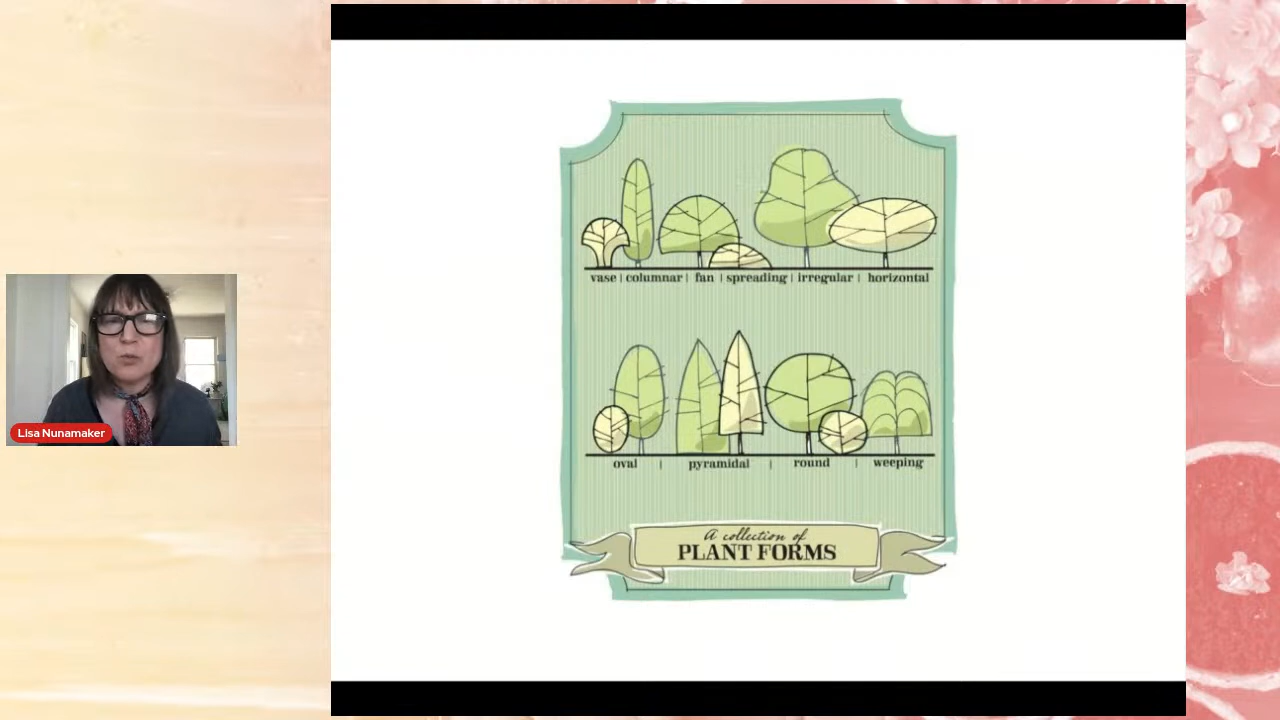 vase | columnar | fan | spreading | irregular | horizontal
oval | pyramidal | round | weeping
A collection of
PLANT FORMS
Lisa Nunamaker